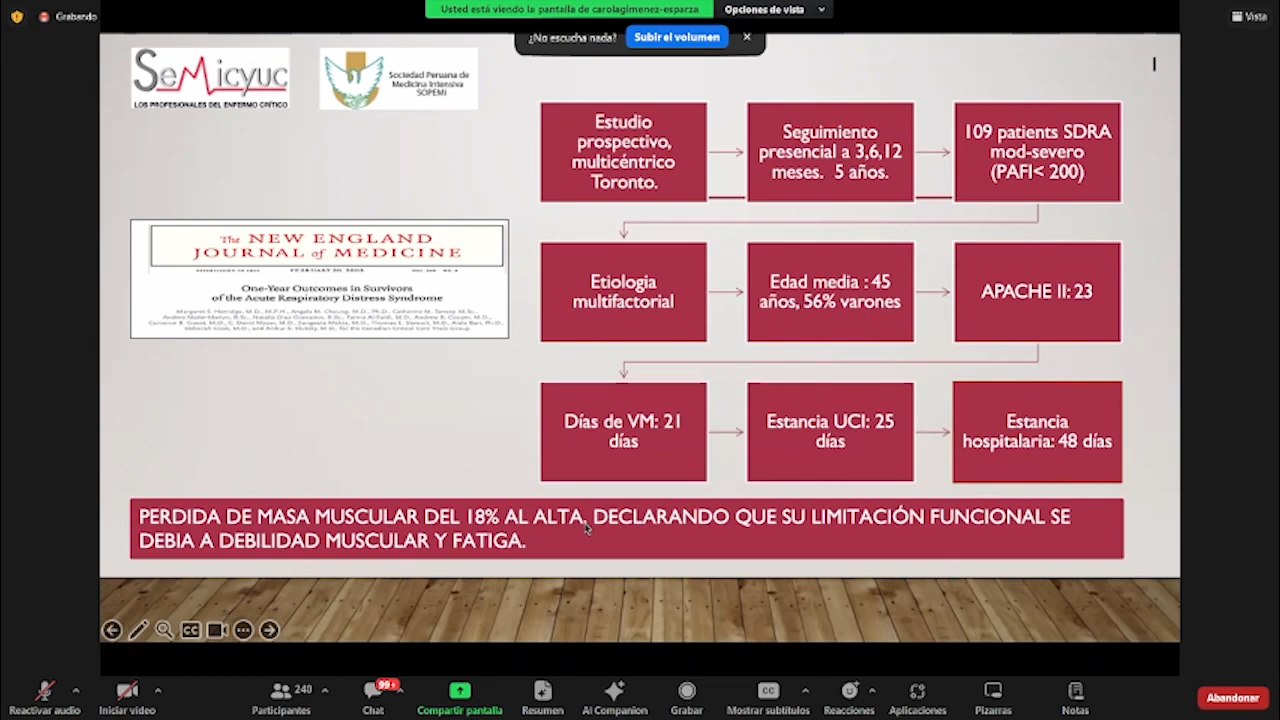 Grabando
Usted está viendo la pantalla de carolagimenez-esparza
Opciones de vista
Vista
¿No escucha nada?
Subir el volumen
SeMicyuc
LOS PROFESIONALES DEL ENFERMO CRÍTICO
Sociedad Peruana de
Medicina Intensiva
SOPEMI
Estudio
prospectivo,
multicéntrico
Toronto.
Seguimiento
presencial a 3,6,12
meses. 5 años.
109 patients SDRA
mod-severo
(PAFI< 200)
The NEW ENGLAND
JOURNAL of MEDICINE
One-Year Outcomes in Survivors
of the Acute Respiratory Distress Syndrome
Etiologia
multifactorial
Edad media : 45
años, 56% varones
APACHE II: 23
Días de VM: 21
días
Estancia UCI: 25
días
Estancia
hospitalaria: 48 días
PERDIDA DE MASA MUSCULAR DEL 18% AL ALTA, DECLARANDO QUE SU LIMITACIÓN FUNCIONAL SE
DEBIA A DEBILIDAD MUSCULAR Y FATIGA.
CC
Reactivar audio
Iniciar video
240
Participantes
99+
Chat
Compartir pantalla
Resumen
AI Companion
Grabar
CC
Mostrar subtítulos
Reacciones
Aplicaciones
Pizarras
Notas
Abandonar